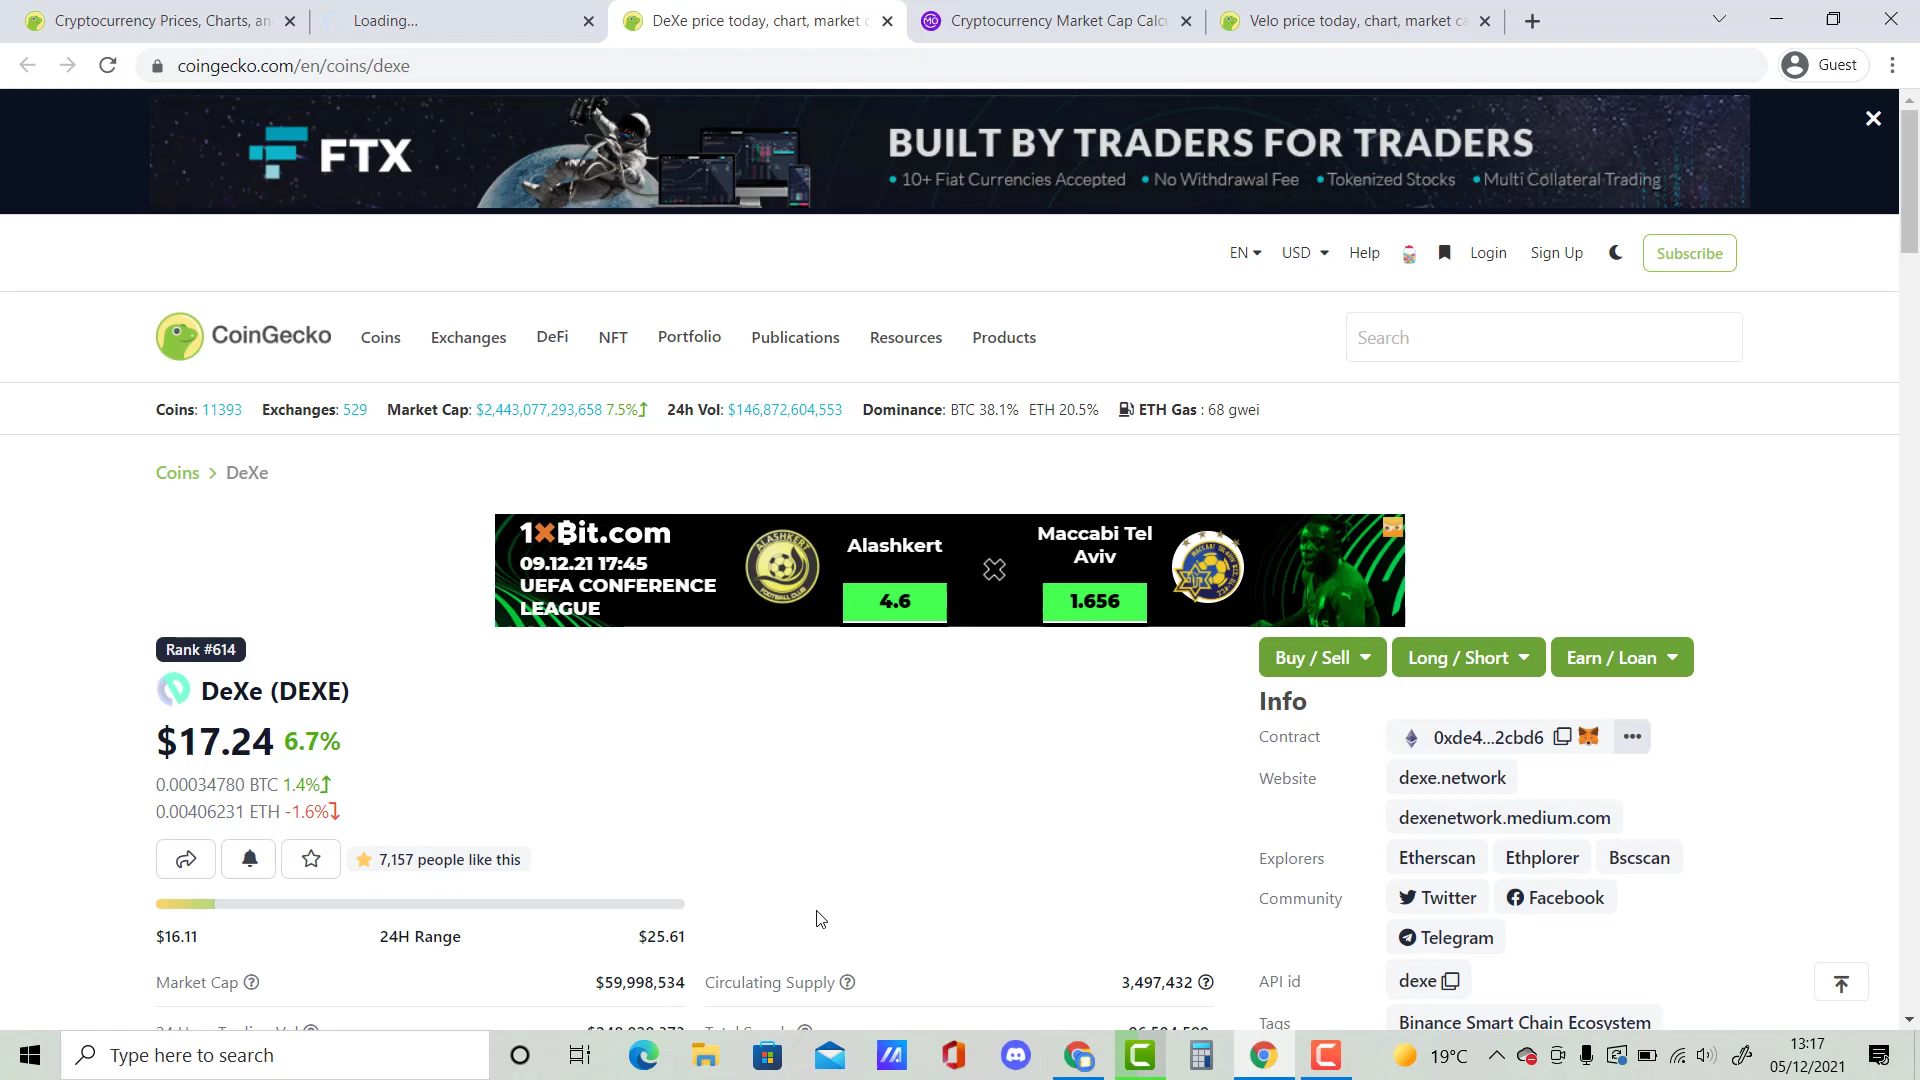 Cryptocurrency Prices, Charts, an
Loading...
DeXe price today, chart, market c
Cryptocurrency Market Cap Calcu
Velo price today, chart, market ca
coingecko.com/en/coins/dexe
Guest
FTX
BUILT BY TRADERS FOR TRADERS
• 10+ Fiat Currencies Accepted • No Withdrawal Fee • Tokenized Stocks • Multi Collateral Trading
EN USD Help Login Sign Up Subscribe
CoinGecko
Coins Exchanges DeFi NFT Portfolio Publications Resources Products
Search
Coins: 11393 Exchanges: 529 Market Cap: $2,443,077,293,658 7.5% 24h Vol: $146,872,604,553 Dominance: BTC 38.1% ETH 20.5% ETH Gas : 68 gwei
Coins > DeXe
1XBit.com
09.12.21 17:45
UEFA CONFERENCE
LEAGUE
ALASHKERT
FOOTBALL CLUB
Alashkert
4.6
Maccabi Tel
Aviv
1.656
Rank #614
DeXe (DEXE)
$17.24 6.7%
0.00034780 BTC 1.4%
0.00406231 ETH -1.6%
7,157 people like this
$16.11 24H Range $25.61
Market Cap $59,998,534
Circulating Supply 3,497,432
Buy / Sell Long / Short Earn / Loan
Info
Contract 0xde4...2cbd6 •••
Website dexe.network
dexenetwork.medium.com
Explorers Etherscan Ethplorer Bscscan
Community Twitter Facebook
Telegram
API id dexe
Tags Binance Smart Chain Ecosystem
Type here to search
19°C
13:17
05/12/2021